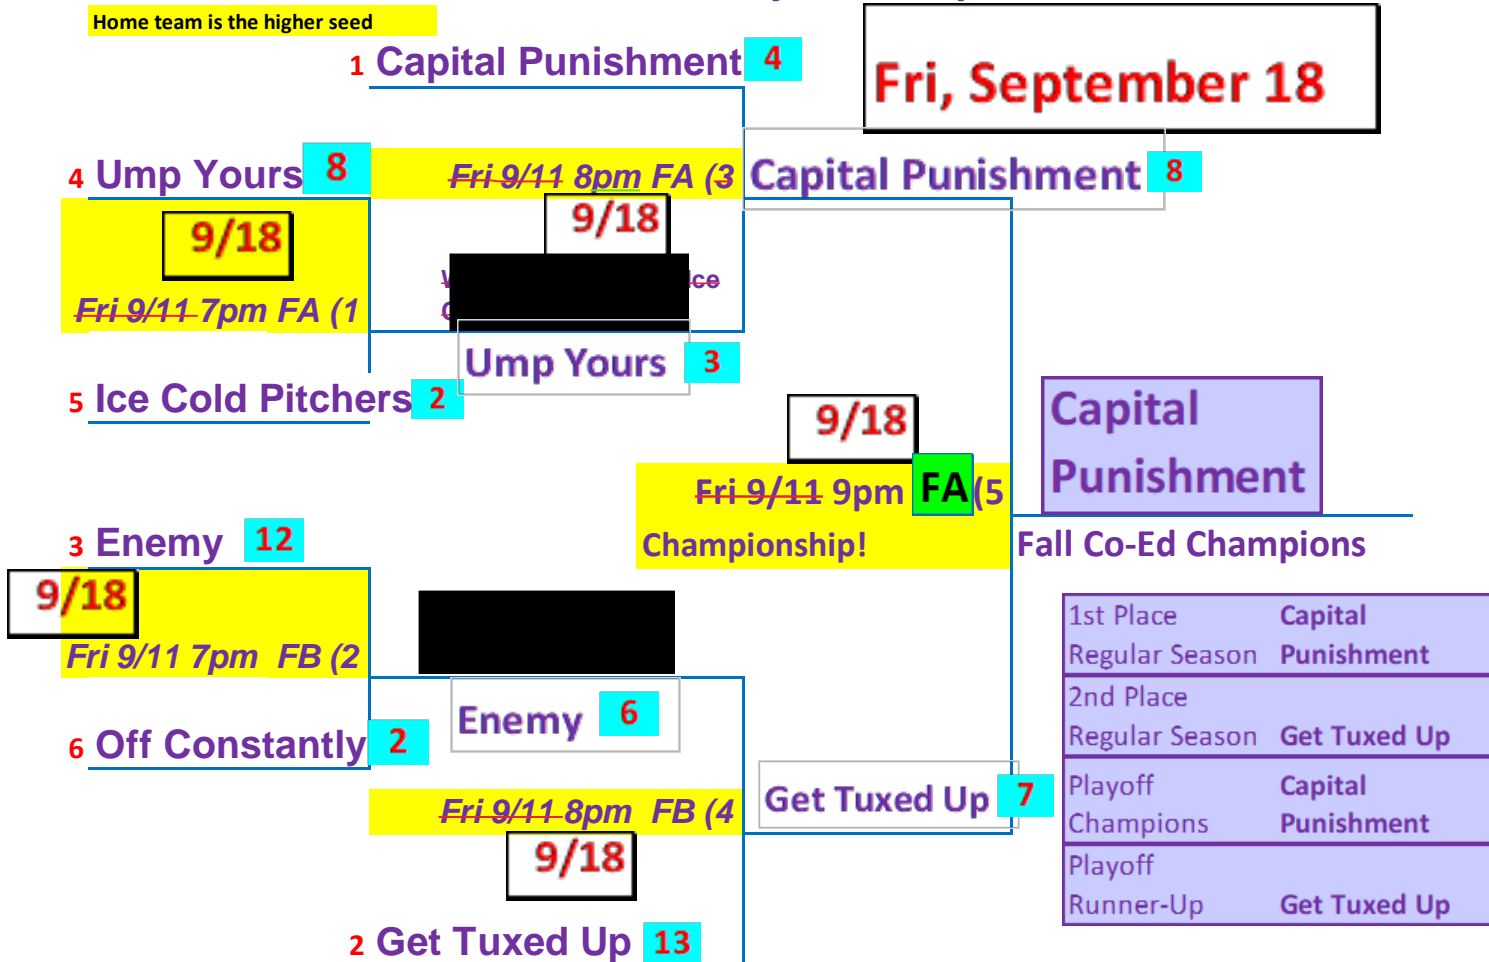 Home team is the higher seed
1 Capital Punishment 4
Fri, September 18
4 Ump Yours 8
Fri 9/11 8pm FA (3
Capital Punishment 8
9/18
9/18
Ice
Fri 9/11 7pm FA (1
Ump Yours 3
5 Ice Cold Pitchers 2
9/18
Capital
Punishment
Fri 9/11 9pm FA (5
Championship!
Fall Co-Ed Champions
3 Enemy 12
9/18
Fri 9/11 7pm FB (2
Enemy 6
6 Off Constantly 2
Fri 9/11 8pm FB (4
9/18
Get Tuxed Up 7
2 Get Tuxed Up 13
1st Place Capital
Regular Season Punishment
2nd Place
Regular Season Get Tuxed Up
Playoff Capital
Champions Punishment
Playoff
Runner-Up Get Tuxed Up